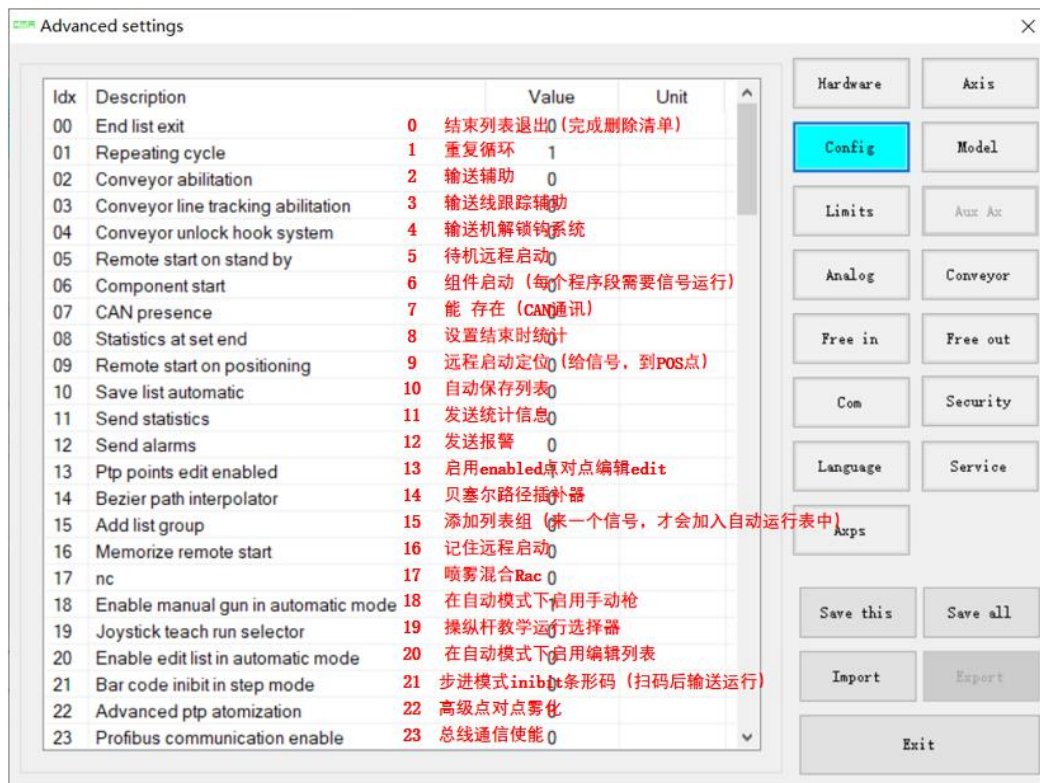 CMA Advanced settings
Idx Description Value Unit
00 End list exit 0 0 结束列表退出(完成删除清单)
01 Repeating cycle 1 1 重复循环
02 Conveyor abilitation 0 2 输送辅助
03 Conveyor line tracking abilitation 3 输送线跟踪辅助
04 Conveyor unlock hook system 4 输送机解锁钩系统
05 Remote start on stand by 0 5 待机远程启动
06 Component start 6 组件启动(每个程序段需要信号运行)
07 CAN presence 7 能 存在(CAN通讯)
08 Statistics at set end 8 设置结束时统计
09 Remote start on positioning 0 9 远程启动定位(给信号，到POS点)
10 Save list automatic 0 10 自动保存列表
11 Send statistics 0 11 发送统计信息
12 Send alarms 0 12 发送报警
13 Ptp points edit enabled 13 启用enabled点对点编辑edit
14 Bezier path interpolator 14 贝塞尔路径插补器
15 Add list group 15 添加列表组(来一个信号，才会加入自动运行表中)
16 Memorize remote start 0 16 记住远程启动
17 nc 0 17 喷雾混合Rac
18 Enable manual gun in automatic mode 1 18 在自动模式下启用手动枪
19 Joystick teach run selector 19 操纵杆教学运行选择器
20 Enable edit list in automatic mode 20 在自动模式下启用编辑列表
21 Bar code inibit in step mode 21 步进模式inibit条形码(扫码后输送运行)
22 Advanced ptp atomization 22 高级点对点雾化
23 Profibus communication enable 0 23 总线通信使能
Hardware Axis
Config Model
Limits Aux Ax
Analog Conveyor
Free in Free out
Com Security
Language Service
Axps
Save this Save all
Import Export
Exit